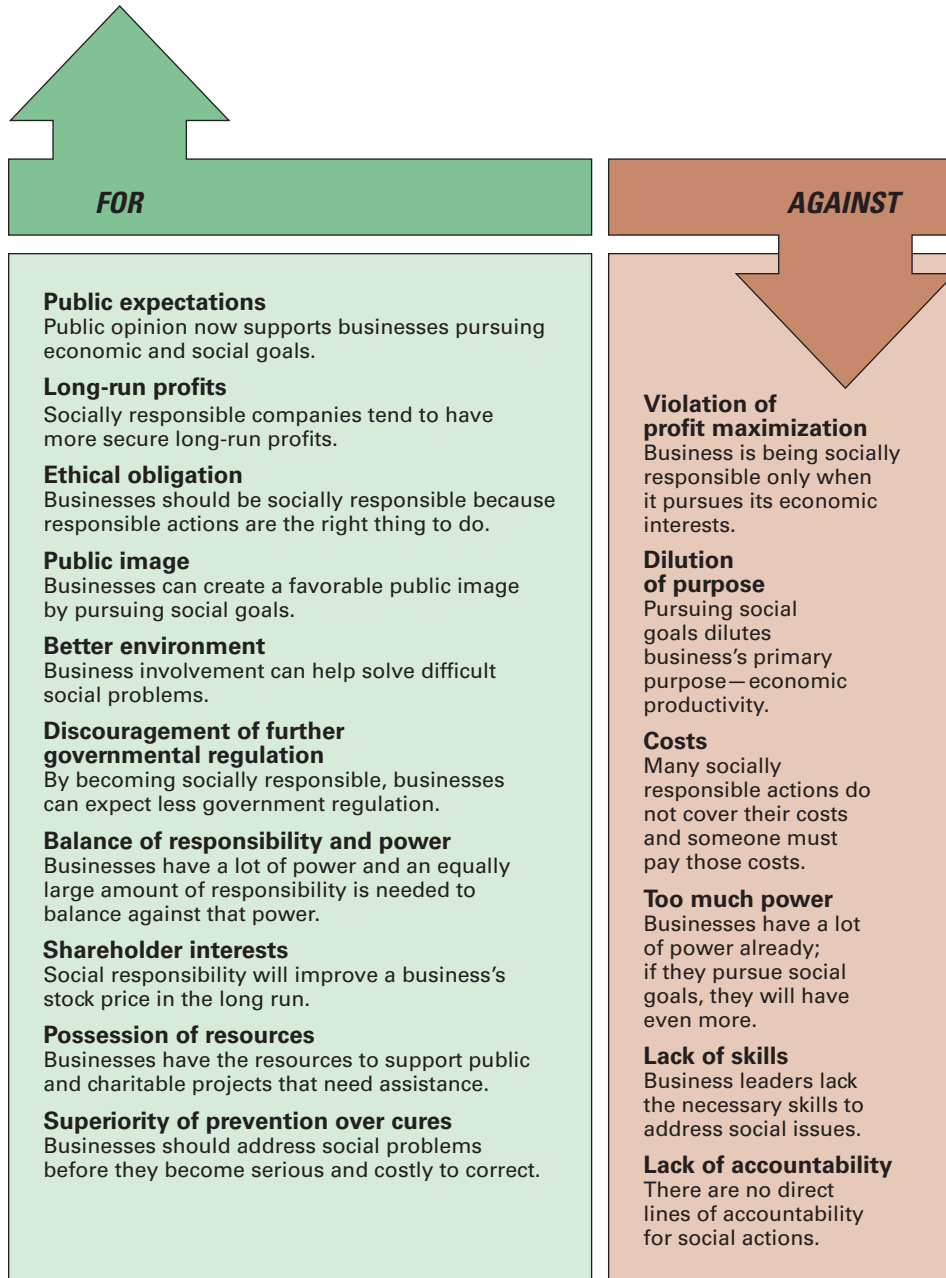 FOR
Public expectations
Public opinion now supports businesses pursuing
economic and social goals.
Long-run profits
Socially responsible companies tend to have
more secure long-run profits.
Ethical obligation
Businesses should be socially responsible because
responsible actions are the right thing to do.
Public image
Businesses can create a favorable public image
by pursuing social goals.
Better environment
Business involvement can help solve difficult
social problems.
Discouragement of further
governmental regulation
By becoming socially responsible, businesses
can expect less government regulation.
Balance of responsibility and power
Businesses have a lot of power and an equally
large amount of responsibility is needed to
balance against that power.
Shareholder interests
Social responsibility will improve a business's
stock price in the long run.
Possession of resources
Businesses have the resources to support public
and charitable projects that need assistance.
Superiority of prevention over cures
Businesses should address social problems
before they become serious and costly to correct.
AGAINST
Violation of
profit maximization
Business is being socially
responsible only when
it pursues its economic
interests.
Dilution
of purpose
Pursuing social
goals dilutes
business's primary
purpose—economic
productivity.
Costs
Many socially
responsible actions do
not cover their costs
and someone must
pay those costs.
Too much power
Businesses have a lot
of power already;
if they pursue social
goals, they will have
even more.
Lack of skills
Business leaders lack
the necessary skills to
address social issues.
Lack of accountability
There are no direct
lines of accountability
for social actions.